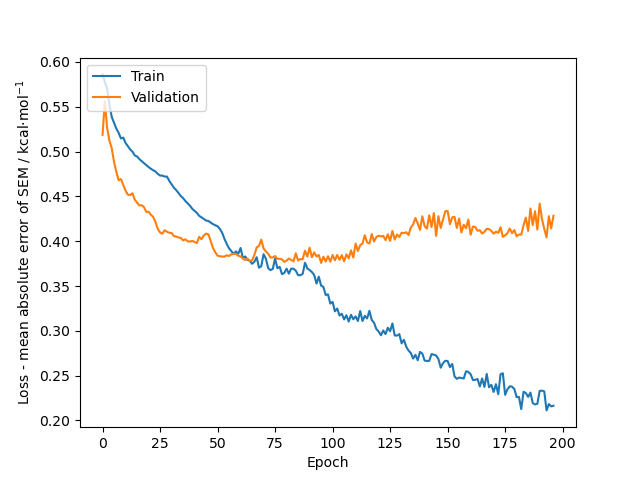 Train
Validation
0.60
0.55
0.50
0.45
0.40
0.35
0.30
0.25
0.20
Loss - mean absolute error of SEM / kcal·mol⁻¹
0 25 50 75 100 125 150 175 200
Epoch